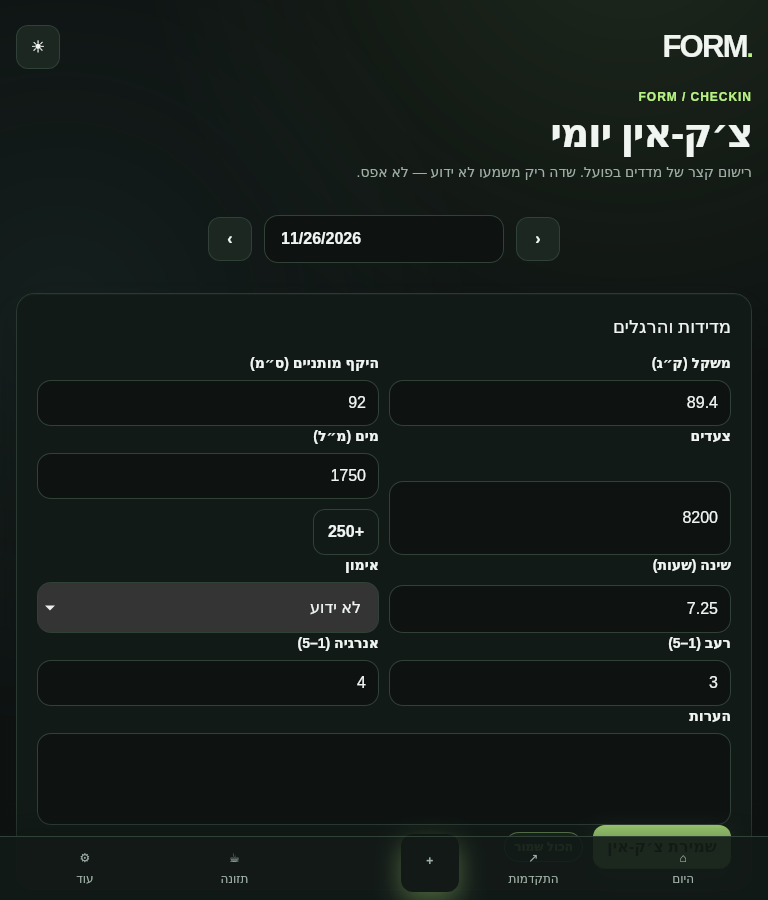 FORM.
FORM / CHECKIN
צ׳ק-אין יומי
רישום קצר של מדדים בפועל. שדה ריק משמעו לא ידוע — לא אפס.
11/26/2026
מדידות והרגלים
משקל (ק״ג)
היקף מותניים (ס״מ)
89.4
92
צעדים
מים (מ״ל)
8200
1750
+250
שינה (שעות)
אימון
7.25
לא ידוע
רעב (1–5)
אנרגיה (1–5)
3
4
הערות
שמירת צ׳ק-אין
הכול שמור
היום
התקדמות
+
תזונה
עוד